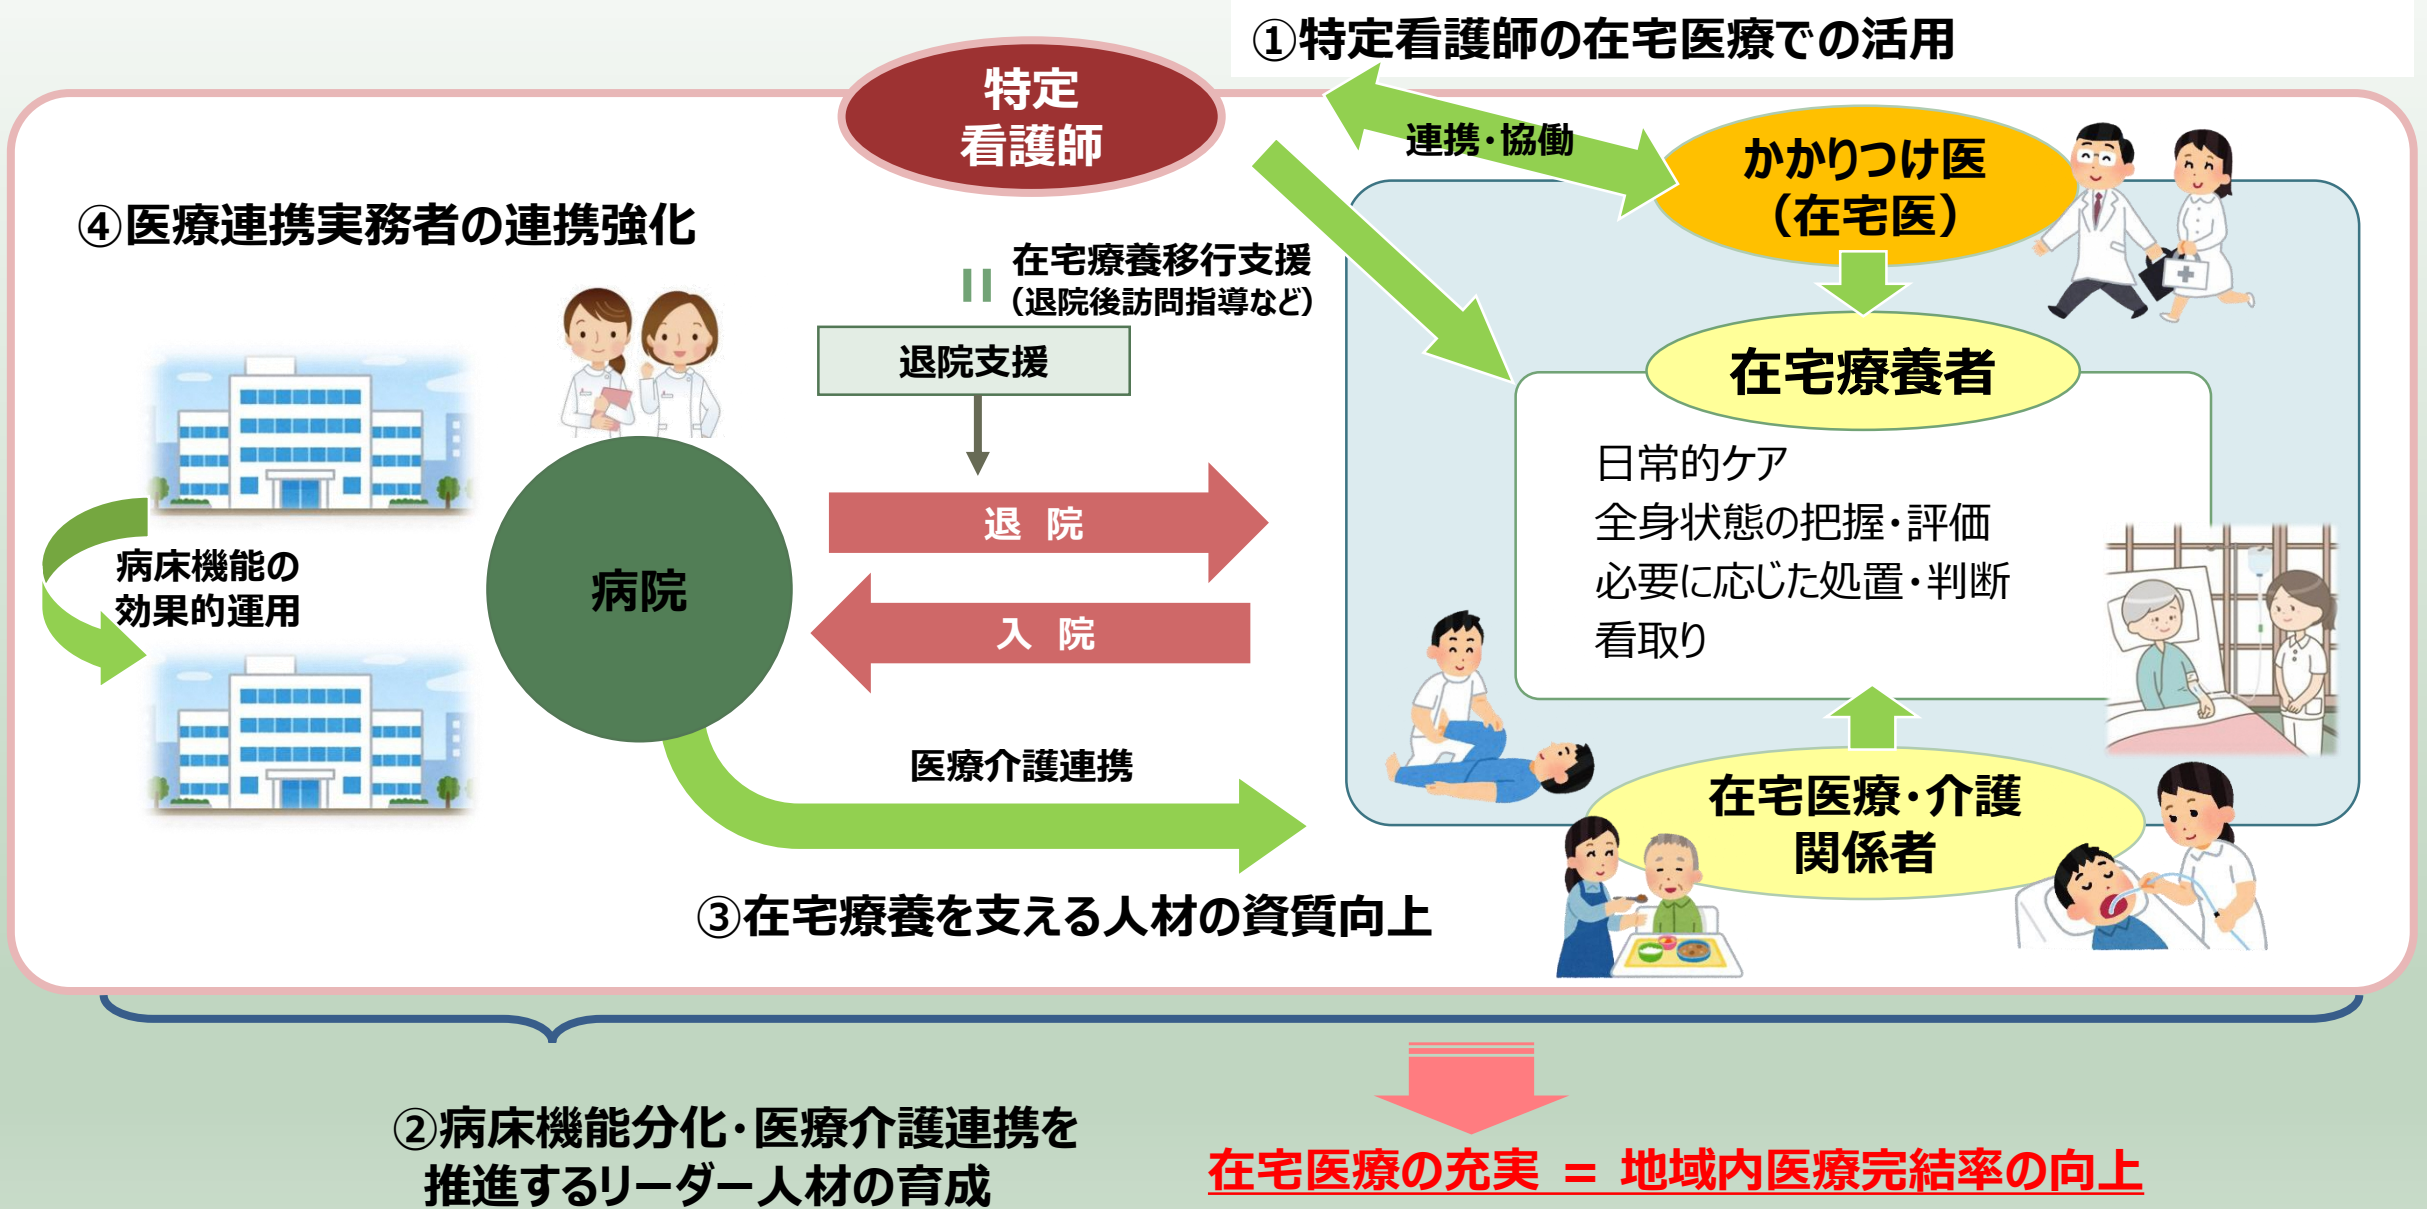 ①特定看護師の在宅医療での活用
特定
看護師
連携・協働
かかりつけ医
（在宅医）
④医療連携実務者の連携強化
在宅療養移行支援
（退院後訪問指導など）
退院支援
在宅療養者
日常的ケア
全身状態の把握・評価
必要に応じた処置・判断
看取り
退 院
病床機能の
効果的運用
病院
入 院
医療介護連携
在宅医療・介護
関係者
③在宅療養を支える人材の資質向上
②病床機能分化・医療介護連携を
推進するリーダー人材の育成
在宅医療の充実 = 地域内医療完結率の向上